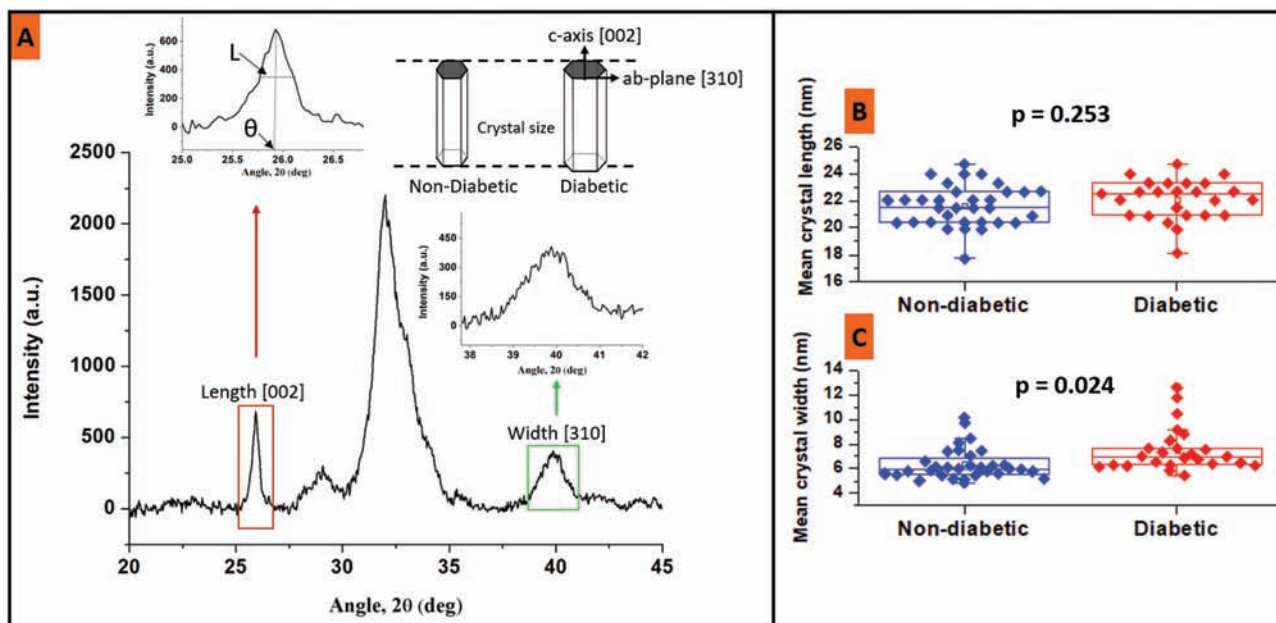 A
Intensity (a.u.)
600
400
200
0
L
θ
25.0 25.5 26.0 26.5
Angle, 2θ (deg)
c-axis [002]
ab-plane [310]
Crystal size
Non-Diabetic Diabetic
Intensity (a.u.)
2500
2000
1500
1000
500
0
Length [002]
Intensity (a.u.)
450
300
150
0
38 39 40 41 42
Angle, 2θ (deg)
Width [310]
20 25 30 35 40 45
Angle, 2θ (deg)
B
p = 0.253
Mean crystal length (nm)
26
24
22
20
18
16
Non-diabetic Diabetic
C
p = 0.024
Mean crystal width (nm)
14
12
10
8
6
4
Non-diabetic Diabetic